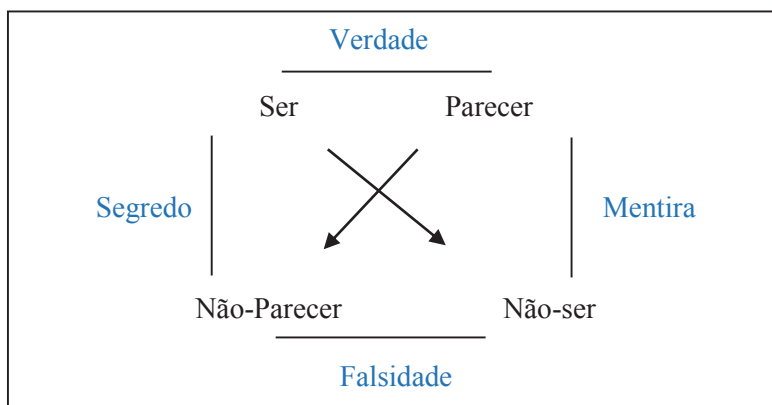 Verdade
Ser Parecer
Segredo Mentira
Não-Parecer Não-ser
Falsidade